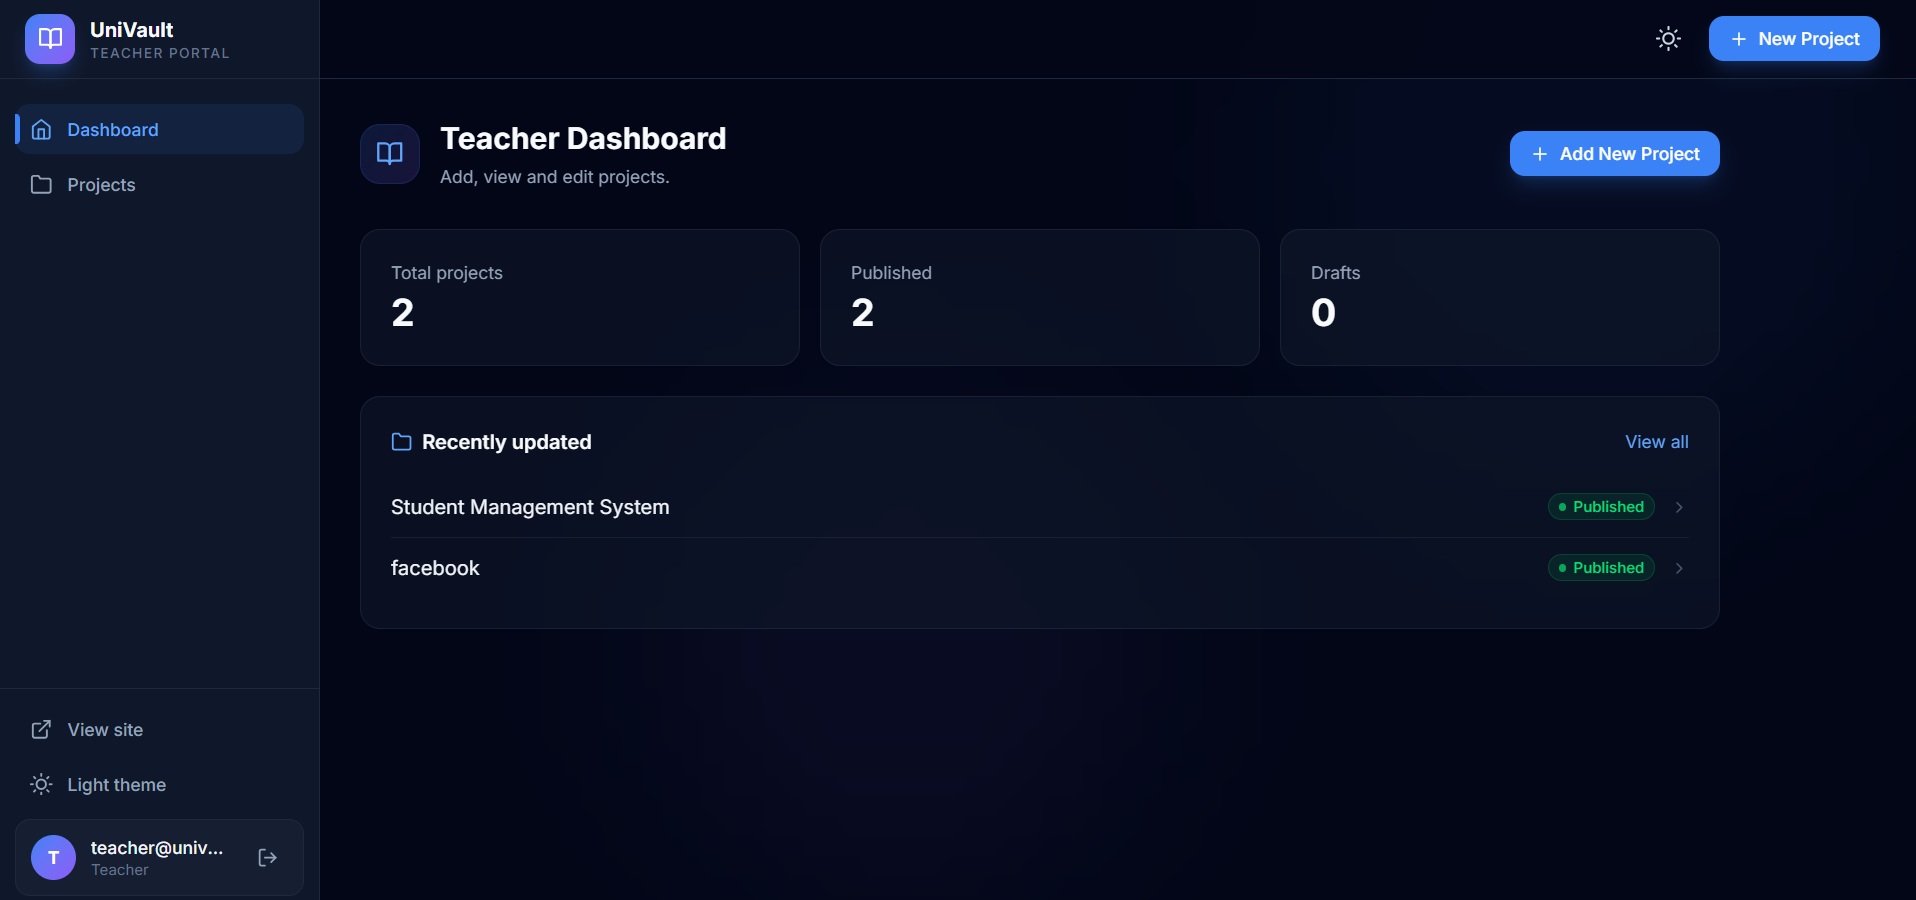 UniVault
TEACHER PORTAL
New Project
Dashboard
Projects
Teacher Dashboard
Add, view and edit projects.
Add New Project
Total projects
2
Published
2
Drafts
0
Recently updated
View all
Student Management System
Published
facebook
Published
View site
Light theme
T
teacher@univ...
Teacher